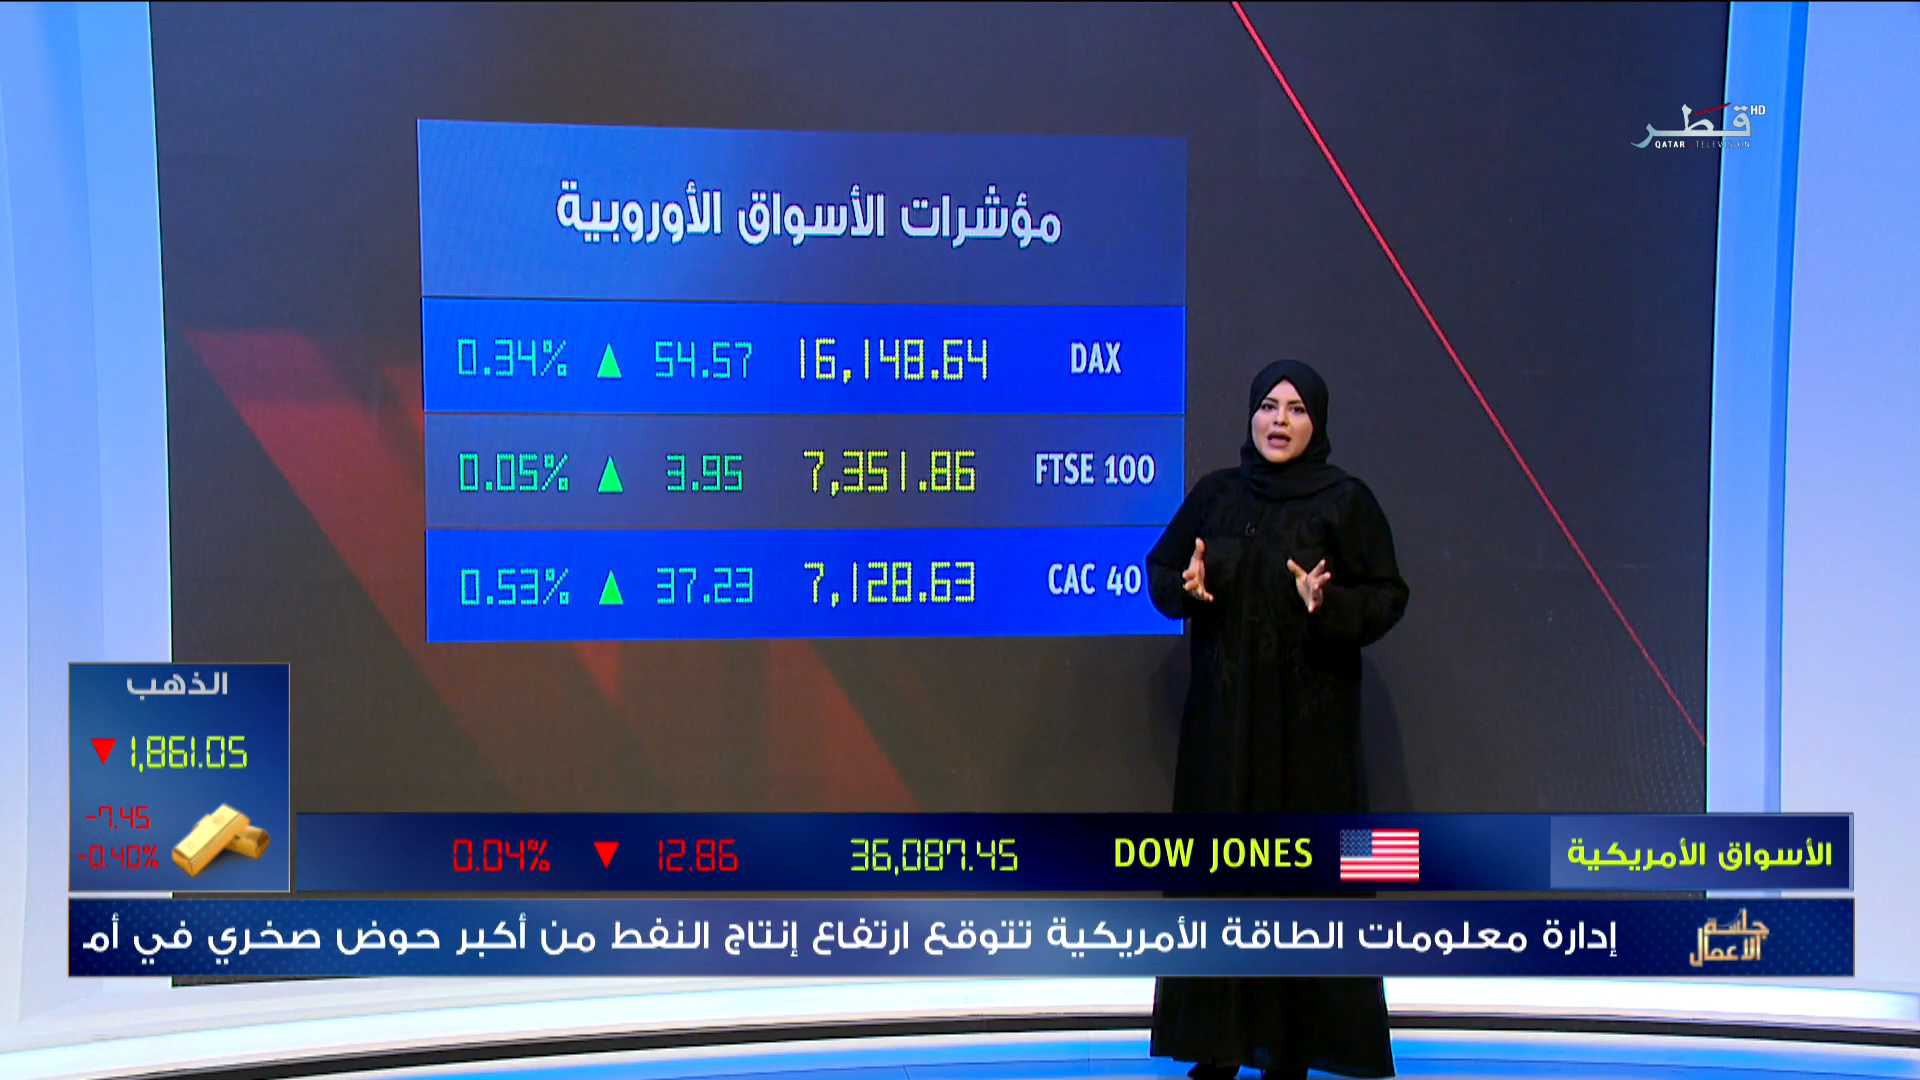 قطر HD
QATAR TELEVISION
مؤشرات الأسواق الأوروبية
DAX 16,148.64 54.57 ▲ 0.34%
FTSE 100 7,351.86 3.95 ▲ 0.05%
CAC 40 7,128.63 37.23 ▲ 0.53%
الذهب
▼ 1,861.05
-7.45
-0.40%
الأسواق الأمريكية DOW JONES 36,087.45 12.86 ▼ 0.04%
جلسة الأعمال
إدارة معلومات الطاقة الأمريكية تتوقع ارتفاع إنتاج النفط من أكبر حوض صخري في أمـ